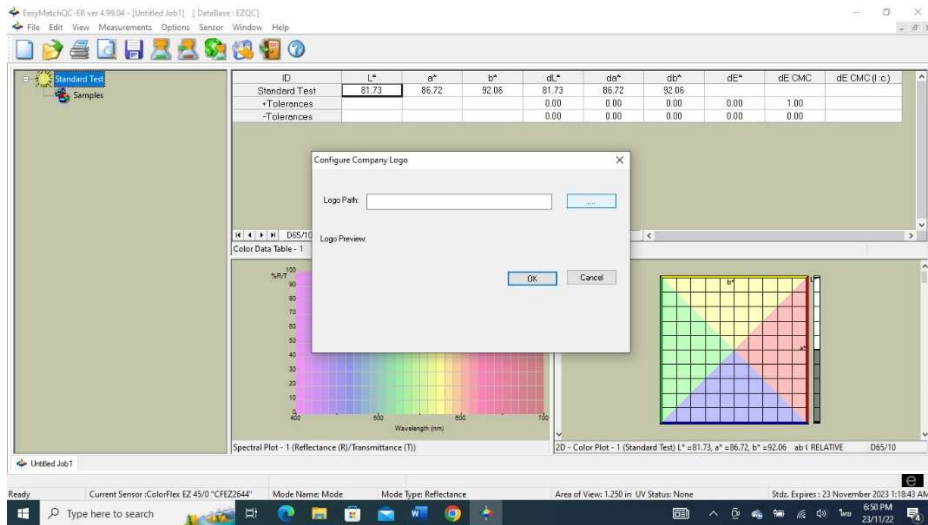 EasyMatchQC-ER ver 4.99.04 - [Untitled Job1] [ DataBase : EZQC]
File Edit View Measurements Options Sensor Window Help
Standard Test
Samples
ID L* a* b* dL* da* db* dE* dE CMC dE CMC (l:c)
Standard Test 81.73 86.72 92.06 81.73 86.72 92.06
+Tolerances 0.00 0.00 0.00 0.00 1.00
-Tolerances 0.00 0.00 0.00 0.00 0.00
Configure Company Logo
Logo Path:
....
Logo Preview:
OK Cancel
D65/10
Color Data Table - 1
%R/T
100
90
80
70
60
50
40
30
20
10
0
400 500 600 700
Wavelength (nm)
b*
L*
a*
Spectral Plot - 1 (Reflectance (R)/Transmittance (T))
2D - Color Plot - 1 (Standard Test) L* =81.73, a* =86.72, b* =92.06 ab ( RELATIVE D65/10
Untitled Job1
Ready Current Sensor :ColorFlex EZ 45/0 "CFEZ2644" Mode Name: Mode Mode Type: Reflectance Area of View: 1.250 in UV Status: None Stdz. Expires : 23 November 2023 1:18:43 AM
Type here to search
ไทย
6:50 PM
23/11/22
4